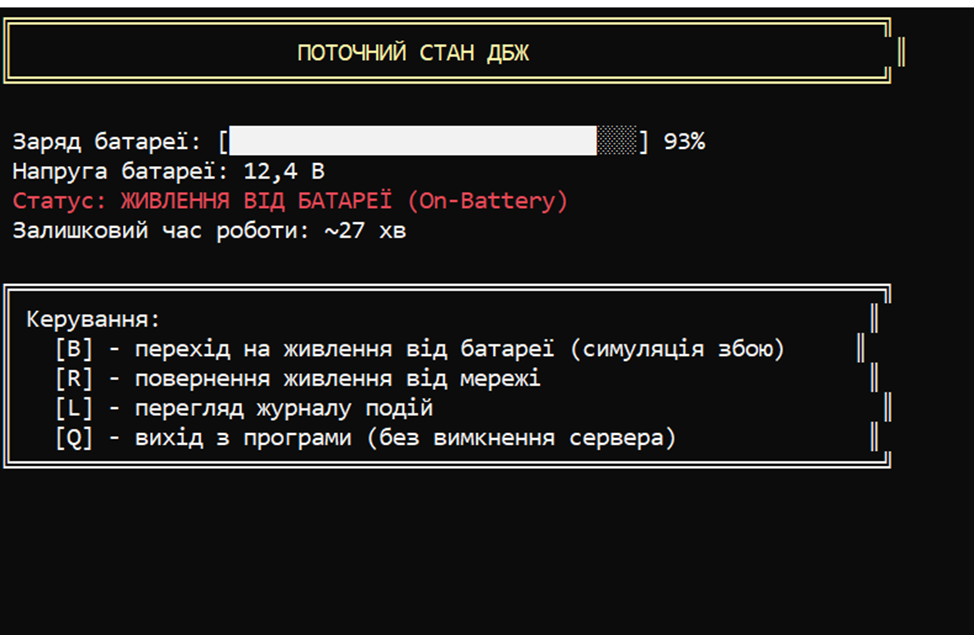 ПОТОЧНИЙ СТАН ДБЖ
Заряд батареї: [] 93%
Напруга батареї: 12,4 В
Статус: ЖИВЛЕННЯ ВІД БАТАРЕЇ (On-Battery)
Залишковий час роботи: ~27 хв
Керування:
[B] - перехід на живлення від батареї (симуляція збою)
[R] - повернення живлення від мережі
[L] - перегляд журналу подій
[Q] - вихід з програми (без вимкнення сервера)